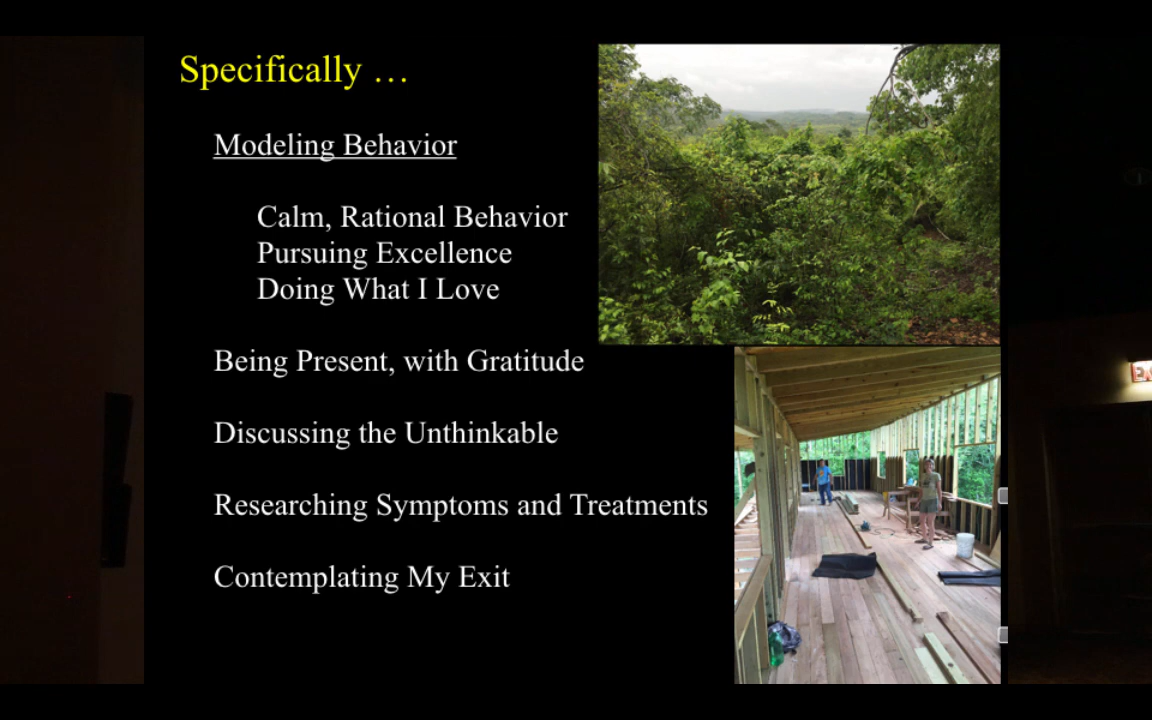 Specifically …
Modeling Behavior
Calm, Rational Behavior
Pursuing Excellence
Doing What I Love
Being Present, with Gratitude
Discussing the Unthinkable
Researching Symptoms and Treatments
Contemplating My Exit